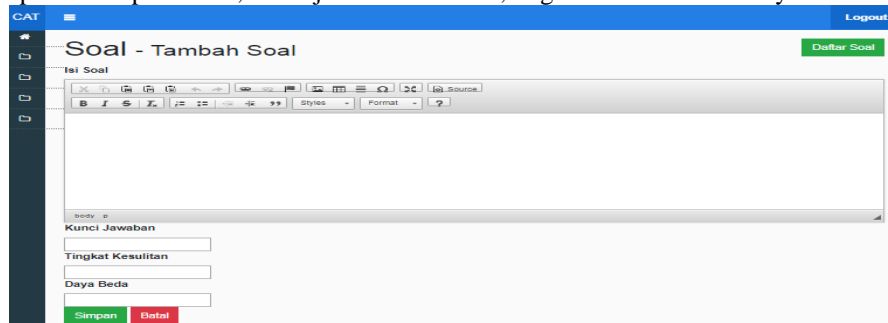 CAT Logout
Soal - Tambah Soal Daftar Soal
Isi Soal
Source
B I S Tx Styles Format ?
body p
Kunci Jawaban
Tingkat Kesulitan
Daya Beda
Simpan Batal